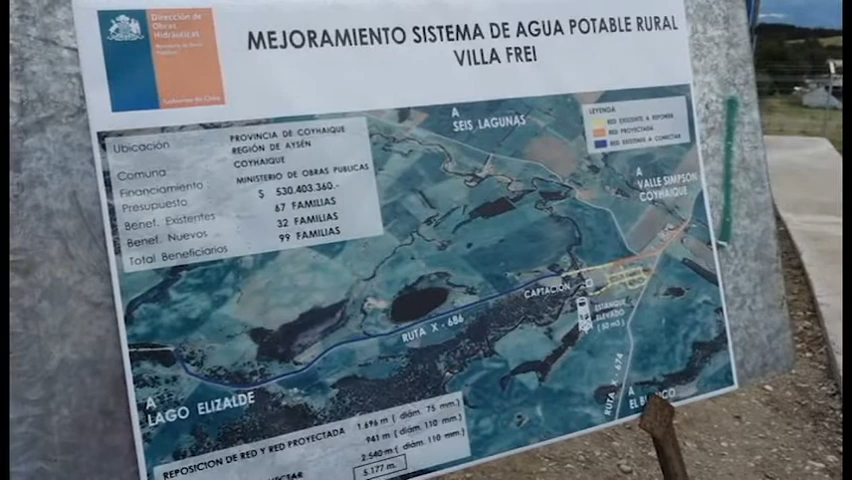 Dirección de
Obras
Hidráulicas
Gobierno de Chile
MEJORAMIENTO SISTEMA DE AGUA POTABLE RURAL
VILLA FREI
Ubicación PROVINCIA DE COYHAIQUE
REGIÓN DE AYSÉN
Comuna COYHAIQUE
Financiamiento MINISTERIO DE OBRAS PUBLICAS
Presupuesto $ 530.403.360.-
Benef. Existentes 67 FAMILIAS
Benef. Nuevos 32 FAMILIAS
Total Beneficiarios 99 FAMILIAS
A
SEIS LAGUNAS
LEYENDA
RED EXISTENTE A REPONER
RED PROYECTADA
RED EXISTENTE A CONECTAR
A
VALLE SIMPSON
COYHAIQUE
CAPTACION
ESTANQUE
ELEVADO
( 50 m3 )
RUTA X - 686
RUTA X - 674
A
LAGO ELIZALDE
A
EL
REPOSICION DE RED Y RED PROYECTADA 1.696 m ( diám. 75 mm.)
941 m ( diám. 110 mm.)
2.540 m ( diám. 110 mm.)
5.177 m.